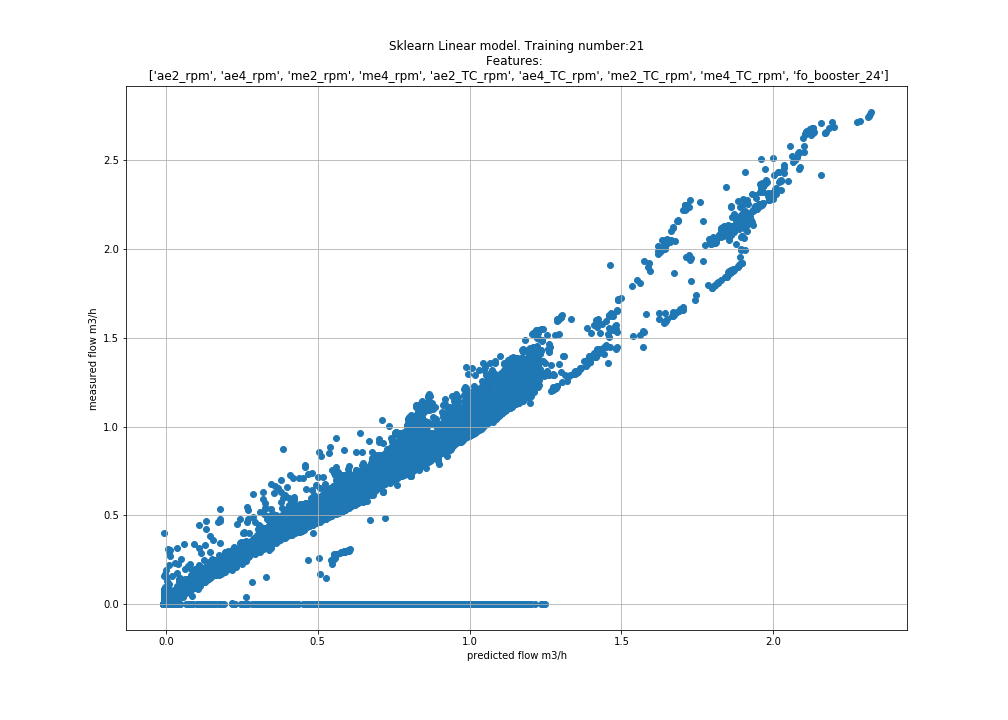 Sklearn Linear model. Training number:21
Features:
['ae2_rpm', 'ae4_rpm', 'me2_rpm', 'me4_rpm', 'ae2_TC_rpm', 'ae4_TC_rpm', 'me2_TC_rpm', 'me4_TC_rpm', 'fo_booster_24']
measured flow m3/h
2.5
2.0
1.5
1.0
0.5
0.0
0.0 0.5 1.0 1.5 2.0
predicted flow m3/h